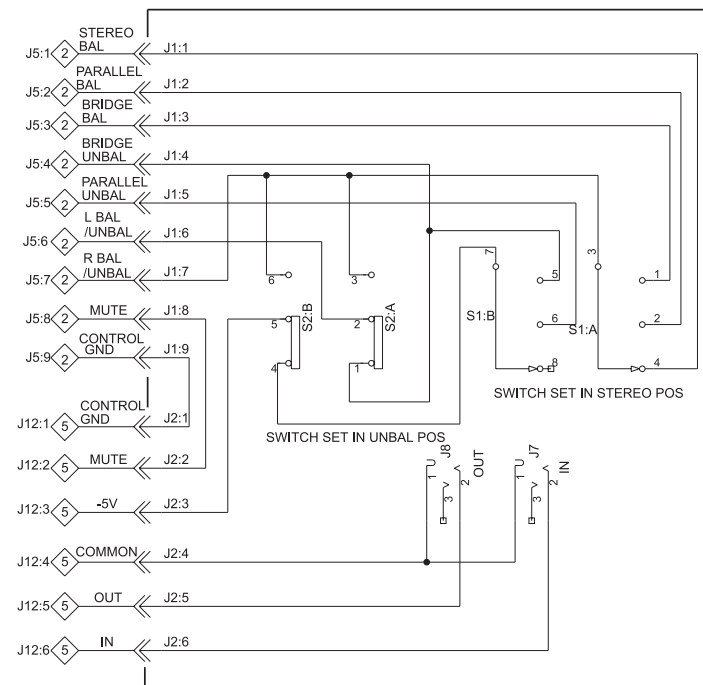 STEREO
BAL
J5:1 2 J1:1
PARALLEL
BAL
J5:2 2 J1:2
BRIDGE
BAL
J5:3 2 J1:3
BRIDGE
UNBAL
J5:4 2 J1:4
PARALLEL
UNBAL
J5:5 2 J1:5
L BAL
/UNBAL
J5:6 2 J1:6
R BAL
/UNBAL
J5:7 2 J1:7
J5:8 2 MUTE J1:8
CONTROL
GND
J5:9 2 J1:9
6
5
4
S2:B
3
2
1
S2:A
7
S1:B
5
6
8
3
S1:A
1
2
4
SWITCH SET IN STEREO POS
SWITCH SET IN UNBAL POS
CONTROL
GND
J12:1 5 J2:1
J12:2 5 MUTE J2:2
J12:3 5 -5V J2:3
J12:4 5 COMMON J2:4
J12:5 5 OUT J2:5
J12:6 5 IN J2:6
J8
1
3
2
OUT
J7
1
3
2
IN